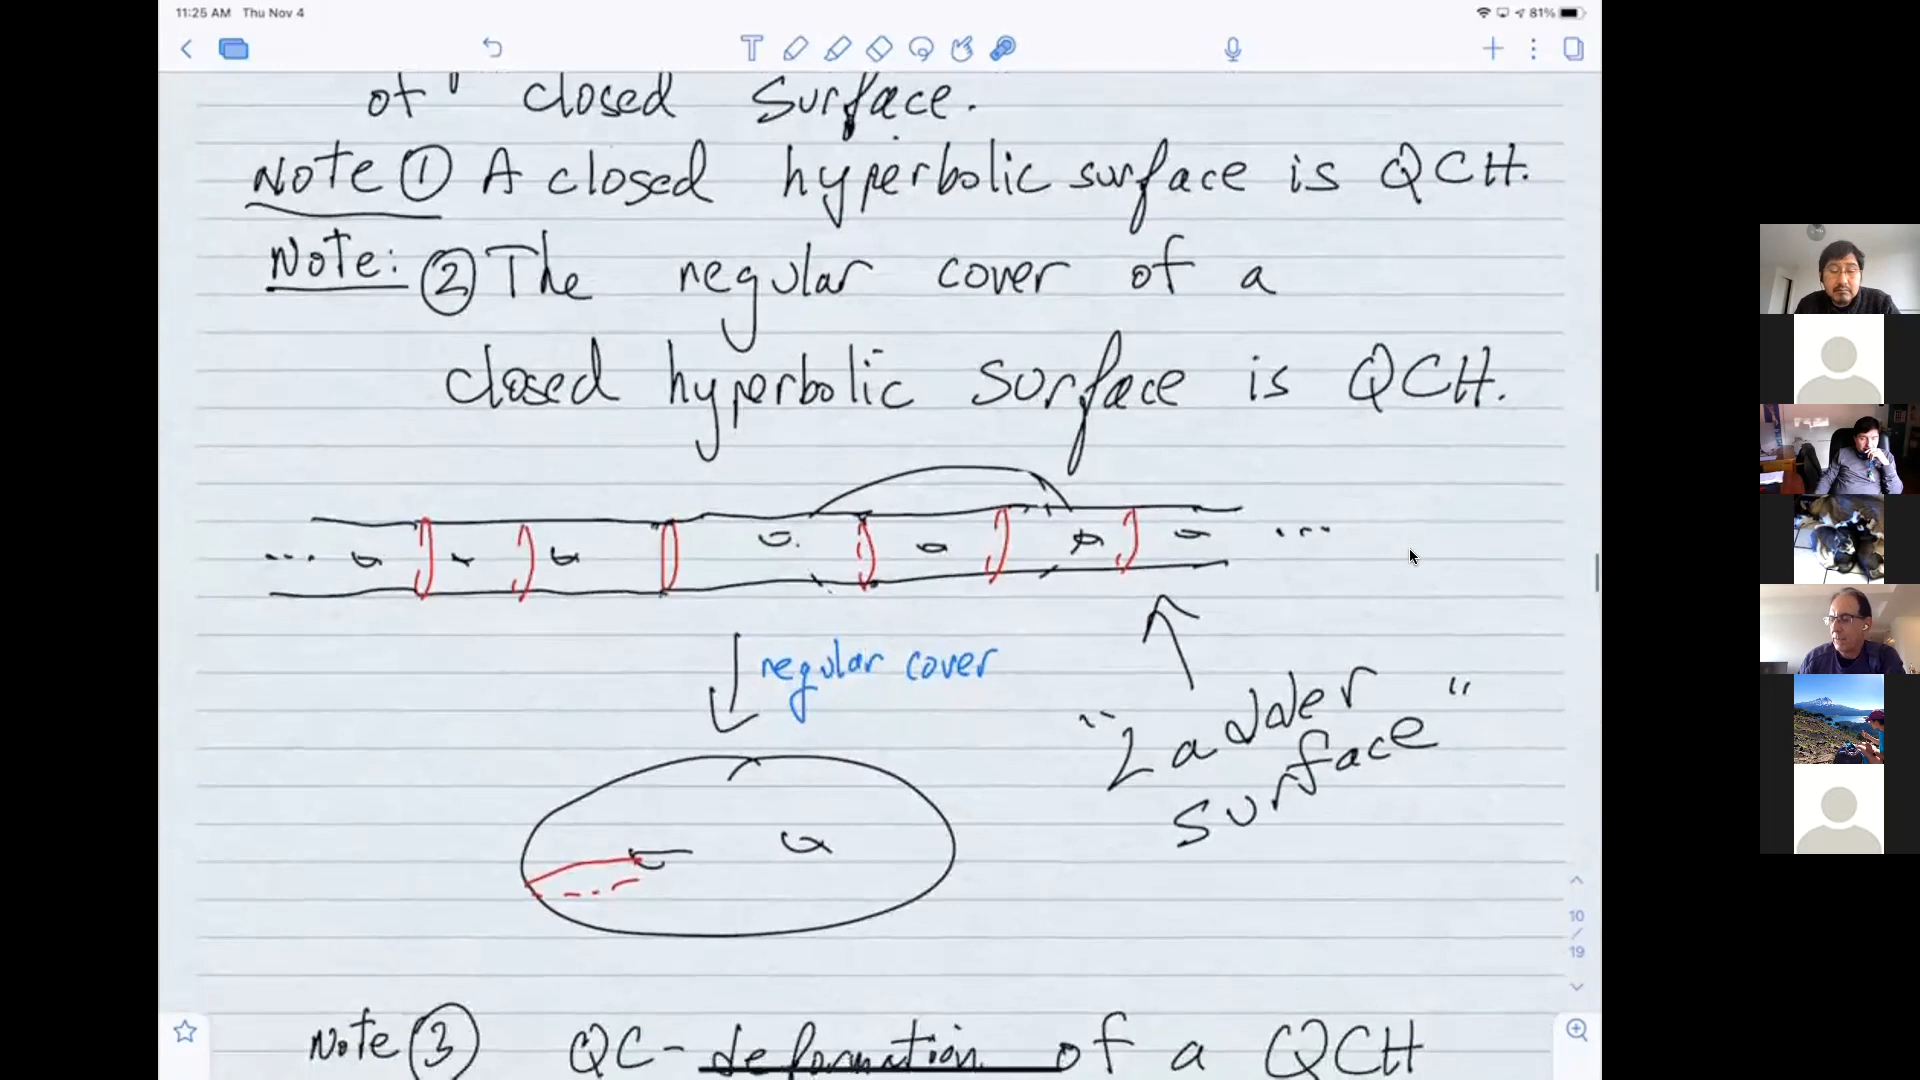 11:25 AM Thu Nov 4
81%
of closed surface.
Note ① A closed hyperbolic surface is QCH.
Note: ② The regular cover of a
closed hyperbolic surface is QCH.
... ...
regular cover
"Ladder
surface"
10
/
19
Note ③ QC-deformation of a QCH